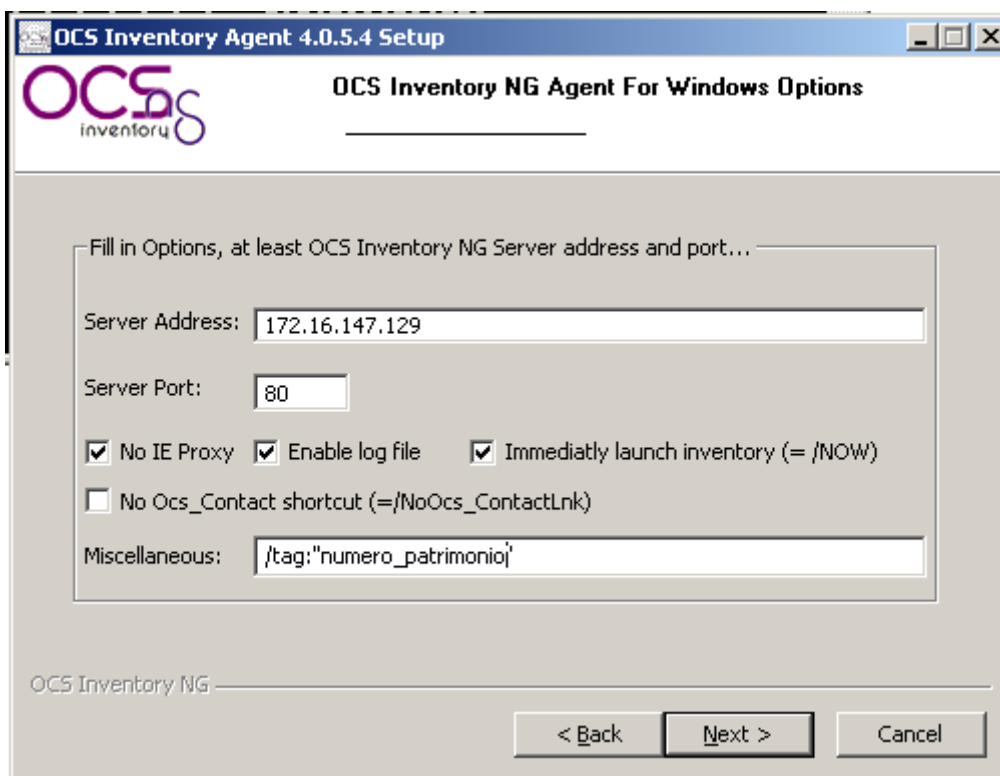 OCS Inventory Agent 4.0.5.4 Setup
OCS Inventory NG Agent For Windows Options
OCSng
inventory
Fill in Options, at least OCS Inventory NG Server address and port...
Server Address: 172.16.147.129
Server Port: 80
No IE Proxy Enable log file Immediatly launch inventory (= /NOW)
No Ocs_Contact shortcut (=/NoOcs_ContactLnk)
Miscellaneous: /tag:"numero_patrimonio"
OCS Inventory NG
< Back Next > Cancel